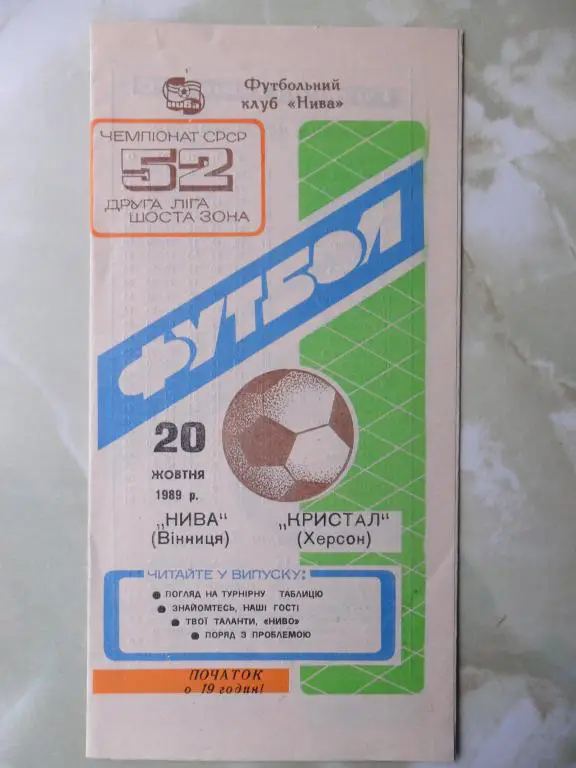 НИВА
Футбольний
клуб «Нива»
ЧЕМПІОНАТ СРСР
52
ДРУГА ЛІГА
ШОСТА ЗОНА
ФУТБОЛ
20
ЖОВТНЯ
1989 р.
„НИВА" „КРИСТАЛ"
(Вінниця) (Херсон)
ЧИТАЙТЕ У ВИПУСКУ:
● ПОГЛЯД НА ТУРНІРНУ ТАБЛИЦЮ
● ЗНАЙОМТЕСЬ, НАШІ ГОСТІ
● ТВОЇ ТАЛАНТИ, «НИВО»
● ПОРЯД З ПРОБЛЕМОЮ
ПОЧАТОК
о 19 годині